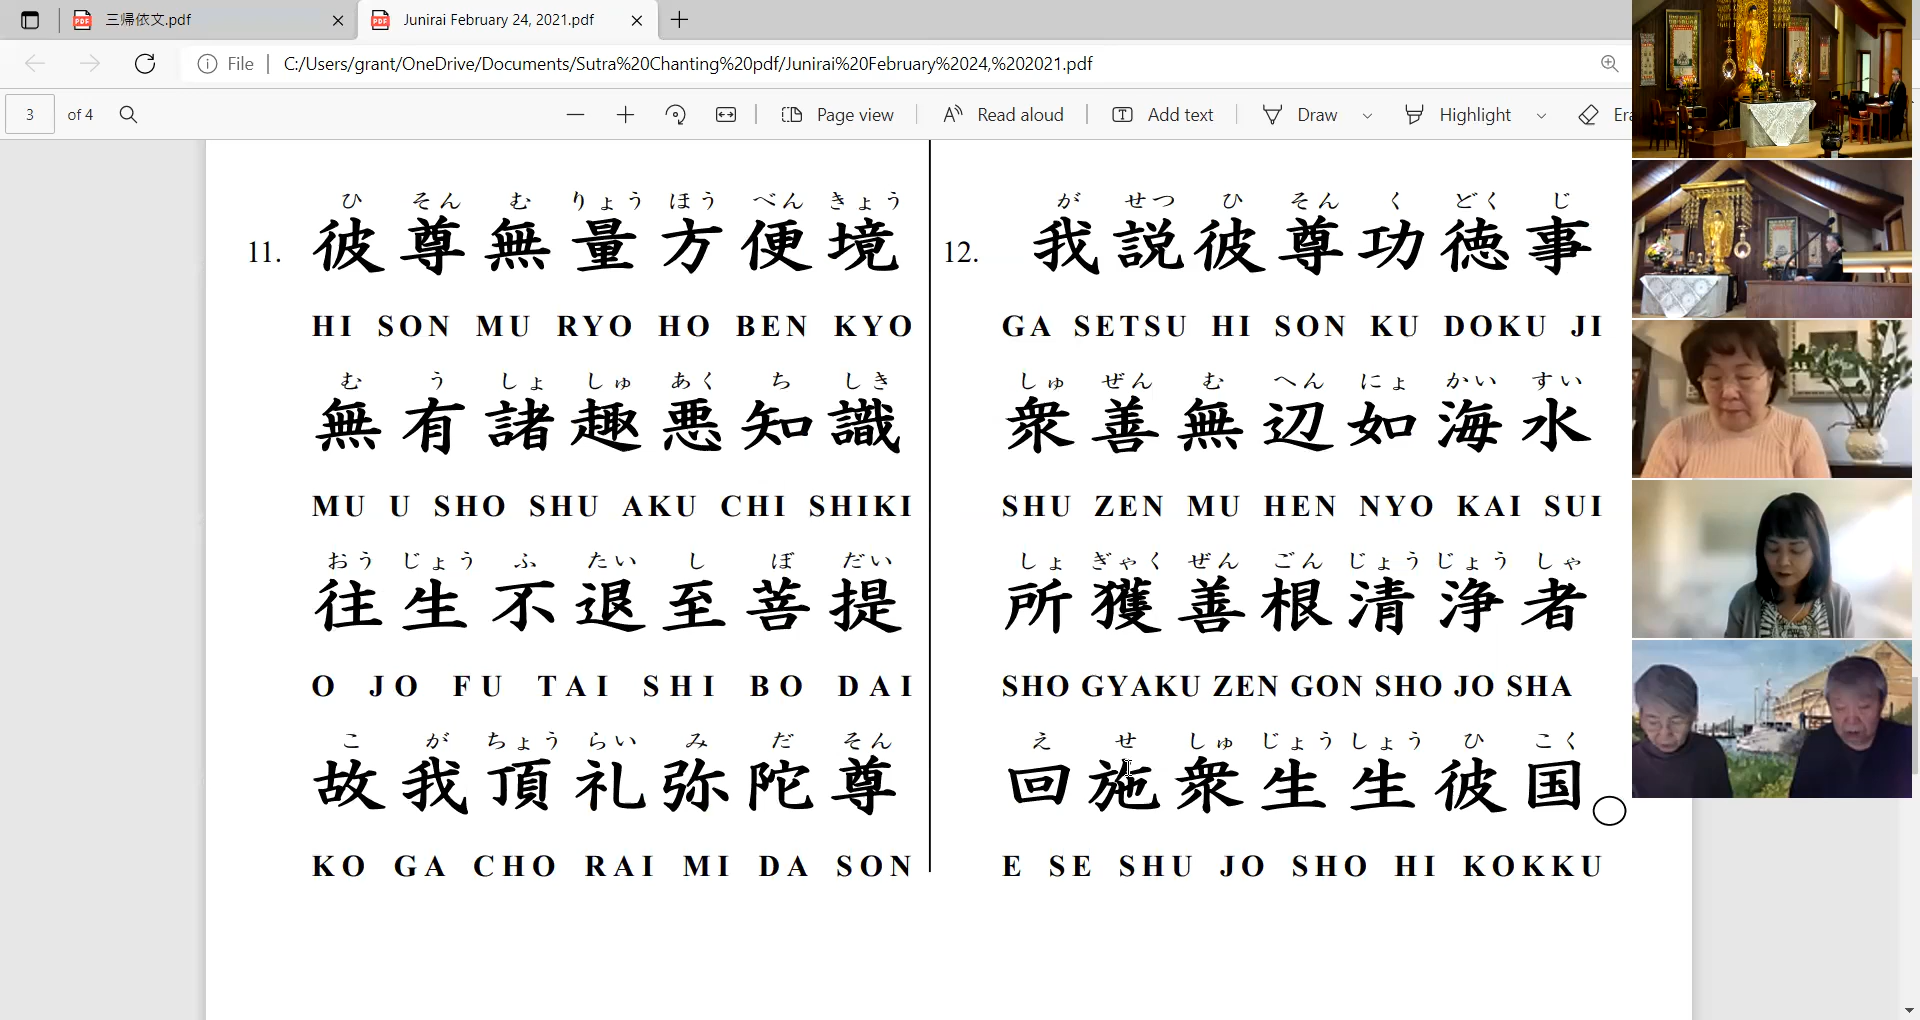 三帰依文.pdf
Junirai February 24, 2021.pdf
File
C:/Users/grant/OneDrive/Documents/Sutra%20Chanting%20pdf/Junirai%20February%2024,%202021.pdf
3 of 4
Page view
Read aloud
Add text
Draw
Highlight
Era
11.
ひ そん む りょう ほう べん きょう
彼尊無量方便境
HI SON MU RYO HO BEN KYO
む う しょ しゅ あく ち しき
無有諸趣悪知識
MU U SHO SHU AKU CHI SHIKI
おう じょう ふ たい し ぼ だい
往生不退至菩提
O JO FU TAI SHI BO DAI
こ が ちょう らい み だ そん
故我頂礼弥陀尊
KO GA CHO RAI MI DA SON
12.
が せつ ひ そん く どく じ
我説彼尊功徳事
GA SETSU HI SON KU DOKU JI
しゅ ぜん む へん にょ かい すい
衆善無辺如海水
SHU ZEN MU HEN NYO KAI SUI
しょ ぎゃく ぜん ごん じょう じょう しゃ
所獲善根清浄者
SHO GYAKU ZEN GON SHO JO SHA
え せ しゅ じょう しょう ひ こく
回施衆生生彼国
E SE SHU JO SHO HI KOKKU